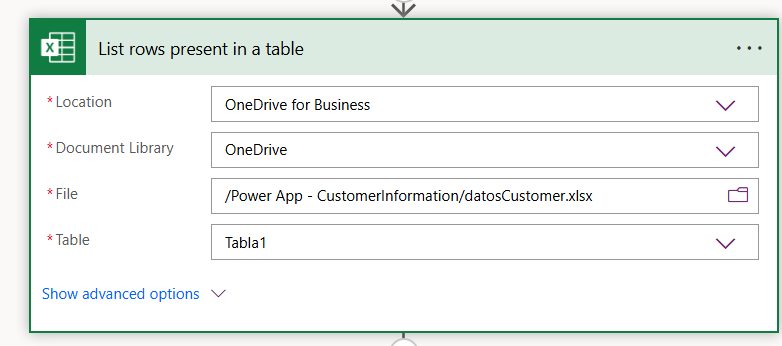 List rows present in a table
* Location
OneDrive for Business
* Document Library
OneDrive
* File
/Power App - CustomerInformation/datosCustomer.xlsx
* Table
Tabla1
Show advanced options